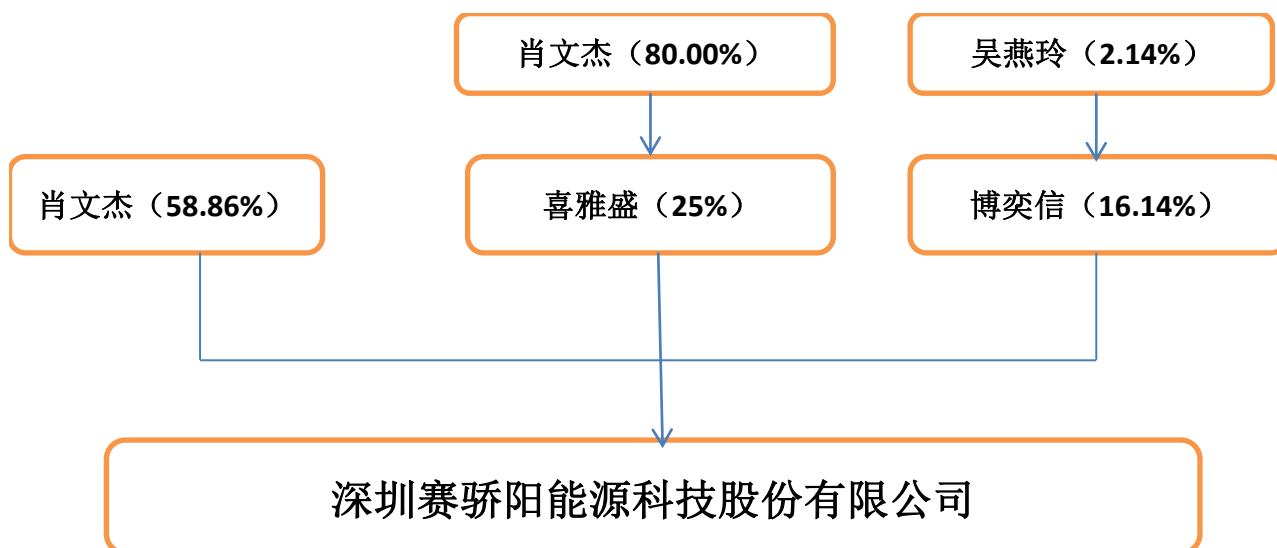 肖文杰（80.00%）
吴燕玲（2.14%）
肖文杰（58.86%）
喜雅盛（25%）
博奕信（16.14%）
深圳赛骄阳能源科技股份有限公司